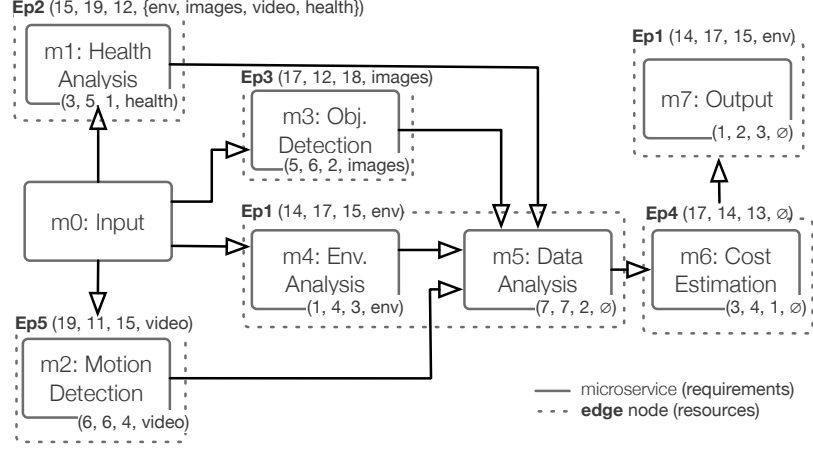 Ep2 (15, 19, 12, {env, images, video, health})
m1: Health
Analysis
(3, 5, 1, health)
Ep3 (17, 12, 18, images)
m3: Obj.
Detection
(5, 6, 2, images)
Ep1 (14, 17, 15, env)
m7: Output
(1, 2, 3, ∅)
m0: Input
Ep1 (14, 17, 15, env)
m4: Env.
Analysis
(1, 4, 3, env)
m5: Data
Analysis
(7, 7, 2, ∅)
Ep4 (17, 14, 13, ∅)
m6: Cost
Estimation
(3, 4, 1, ∅)
Ep5 (19, 11, 15, video)
m2: Motion
Detection
(6, 6, 4, video)
microservice (requirements)
edge node (resources)